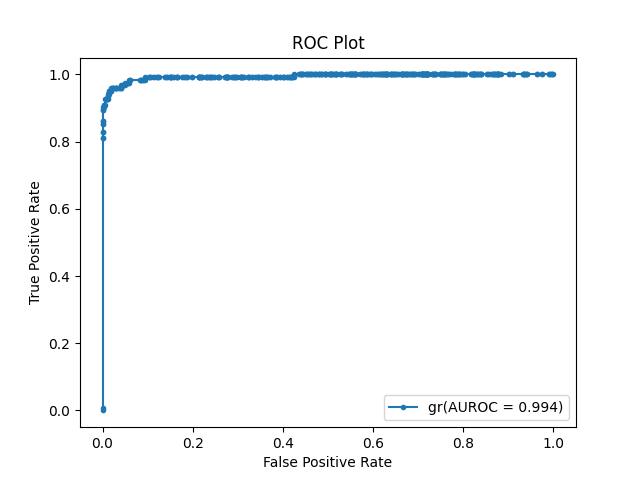 ROC Plot
True Positive Rate
1.0
0.8
0.6
0.4
0.2
0.0
0.0 0.2 0.4 0.6 0.8 1.0
False Positive Rate
gr(AUROC = 0.994)